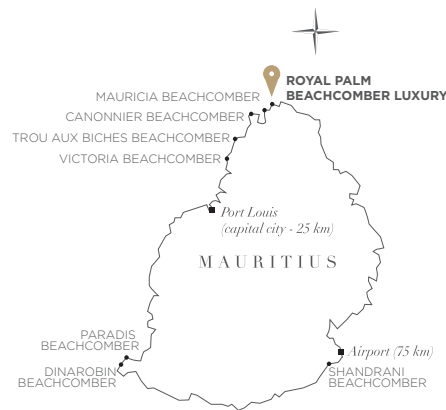 ROYAL PALM
BEACHCOMBER LUXURY
MAURICIA BEACHCOMBER
CANONNIER BEACHCOMBER
TROU AUX BICHES BEACHCOMBER
VICTORIA BEACHCOMBER
Port Louis
(capital city - 25 km)
MAURITIUS
PARADIS
BEACHCOMBER
Airport (75 km)
DINAROBIN
BEACHCOMBER
SHANDRANI
BEACHCOMBER